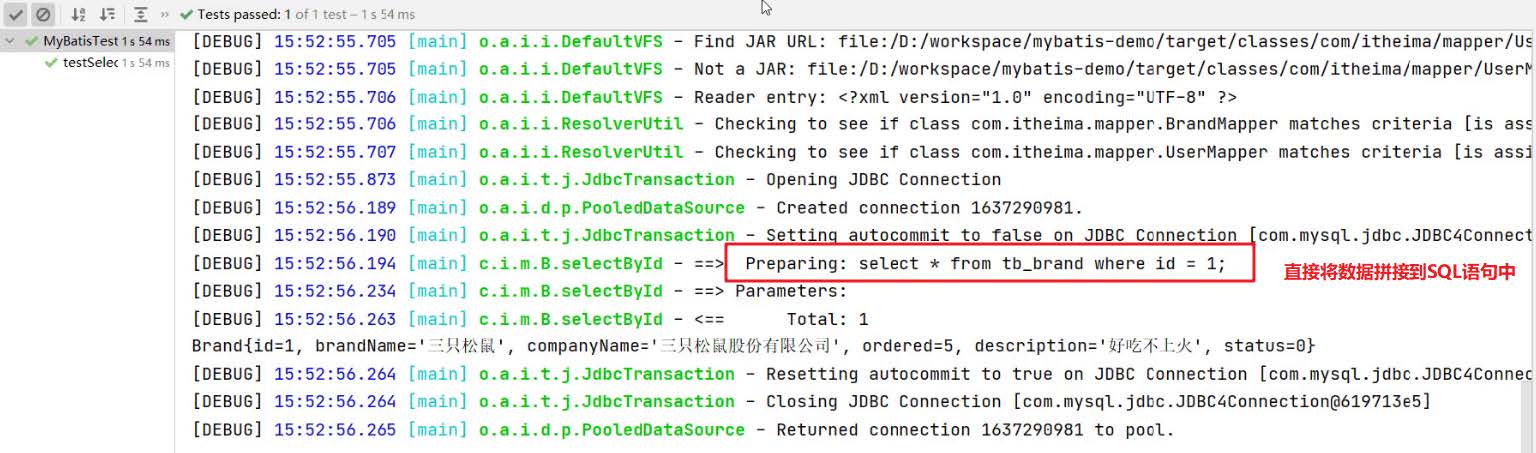 Tests passed: 1 of 1 test – 1 s 54 ms
MyBatisTest 1 s 54 ms
testSelec 1 s 54 ms
[DEBUG] 15:52:55.705 [main] o.a.i.i.DefaultVFS - Find JAR URL: file:/D:/workspace/mybatis-demo/target/classes/com/itheima/mapper/Us
[DEBUG] 15:52:55.705 [main] o.a.i.i.DefaultVFS - Not a JAR: file:/D:/workspace/mybatis-demo/target/classes/com/itheima/mapper/UserM
[DEBUG] 15:52:55.706 [main] o.a.i.i.DefaultVFS - Reader entry: <?xml version="1.0" encoding="UTF-8" ?>
[DEBUG] 15:52:55.706 [main] o.a.i.i.ResolverUtil - Checking to see if class com.itheima.mapper.BrandMapper matches criteria [is ass
[DEBUG] 15:52:55.707 [main] o.a.i.i.ResolverUtil - Checking to see if class com.itheima.mapper.UserMapper matches criteria [is assi
[DEBUG] 15:52:55.873 [main] o.a.i.t.j.JdbcTransaction - Opening JDBC Connection
[DEBUG] 15:52:56.189 [main] o.a.i.d.p.PooledDataSource - Created connection 1637290981.
[DEBUG] 15:52:56.190 [main] o.a.i.t.j.JdbcTransaction - Setting autocommit to false on JDBC Connection [com.mysql.jdbc.JDBC4Connect
[DEBUG] 15:52:56.194 [main] c.i.m.B.selectById - ==>  Preparing: select * from tb_brand where id = 1;
直接将数据拼接到SQL语句中
[DEBUG] 15:52:56.234 [main] c.i.m.B.selectById - ==> Parameters:
[DEBUG] 15:52:56.263 [main] c.i.m.B.selectById - <==      Total: 1
Brand{id=1, brandName='三只松鼠', companyName='三只松鼠股份有限公司', ordered=5, description='好吃不上火', status=0}
[DEBUG] 15:52:56.264 [main] o.a.i.t.j.JdbcTransaction - Resetting autocommit to true on JDBC Connection [com.mysql.jdbc.JDBC4Connec
[DEBUG] 15:52:56.264 [main] o.a.i.t.j.JdbcTransaction - Closing JDBC Connection [com.mysql.jdbc.JDBC4Connection@619713e5]
[DEBUG] 15:52:56.265 [main] o.a.i.d.p.PooledDataSource - Returned connection 1637290981 to pool.